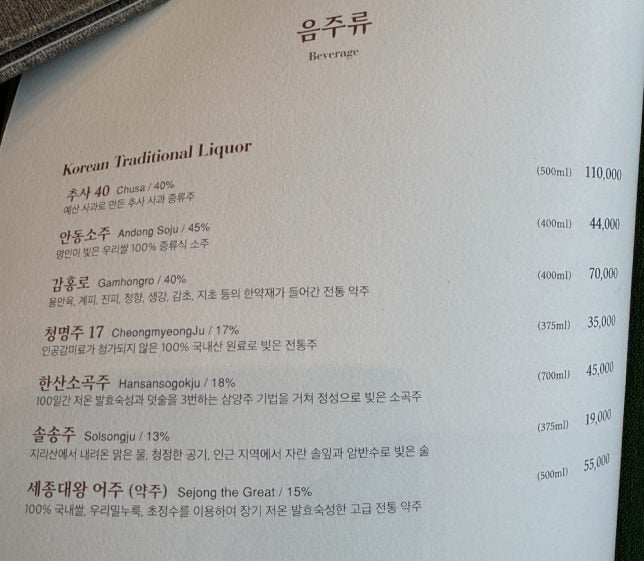 음주류
Beverage
Korean Traditional Liquor
추사 40 Chusa / 40% (500ml) 110,000
예산 사과로 만든 추사 사과 증류주
안동소주 Andong Soju / 45% (400ml) 44,000
명인이 빚은 우리쌀 100% 증류식 소주
감홍로 Gamhongro / 40% (400ml) 70,000
용안육, 계피, 진피, 정향, 생강, 감초, 지초 등의 한약재가 들어간 전통 약주
청명주 17 CheongmyeongJu / 17% (375ml) 35,000
인공감미료가 첨가되지 않은 100% 국내산 원료로 빚은 전통주
한산소곡주 Hansansogokju / 18% (700ml) 45,000
100일간 저온 발효숙성과 덧술을 3번하는 삼양주 기법을 거쳐 정성으로 빚은 소곡주
솔송주 Solsongju / 13% (375ml) 19,000
지리산에서 내려온 맑은 물, 청정한 공기, 인근 지역에서 자란 솔잎과 암반수로 빚은 술
세종대왕 어주 (약주) Sejong the Great / 15% (500ml) 55,000
100% 국내쌀, 우리밀누룩, 초정수를 이용하여 장기 저온 발효숙성한 고급 전통 약주